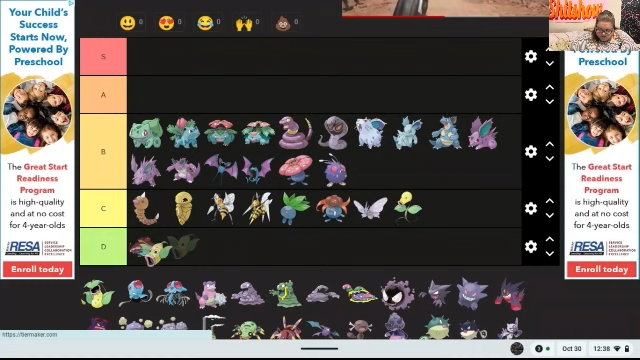 Your Child's
Success
Starts Now,
Powered By
Preschool
The Great Start
Readiness
Program
is high-quality
and at no cost
for 4-year-olds
RESA
Enroll today
0
0
0
0
0
S
A
B
C
D
Powered By
Preschool
The Great Start
Readiness
Program
is high-quality
and at no cost
for 4-year-olds
RESA
Enroll today
https://tiermaker.com
Oct 30
12:38